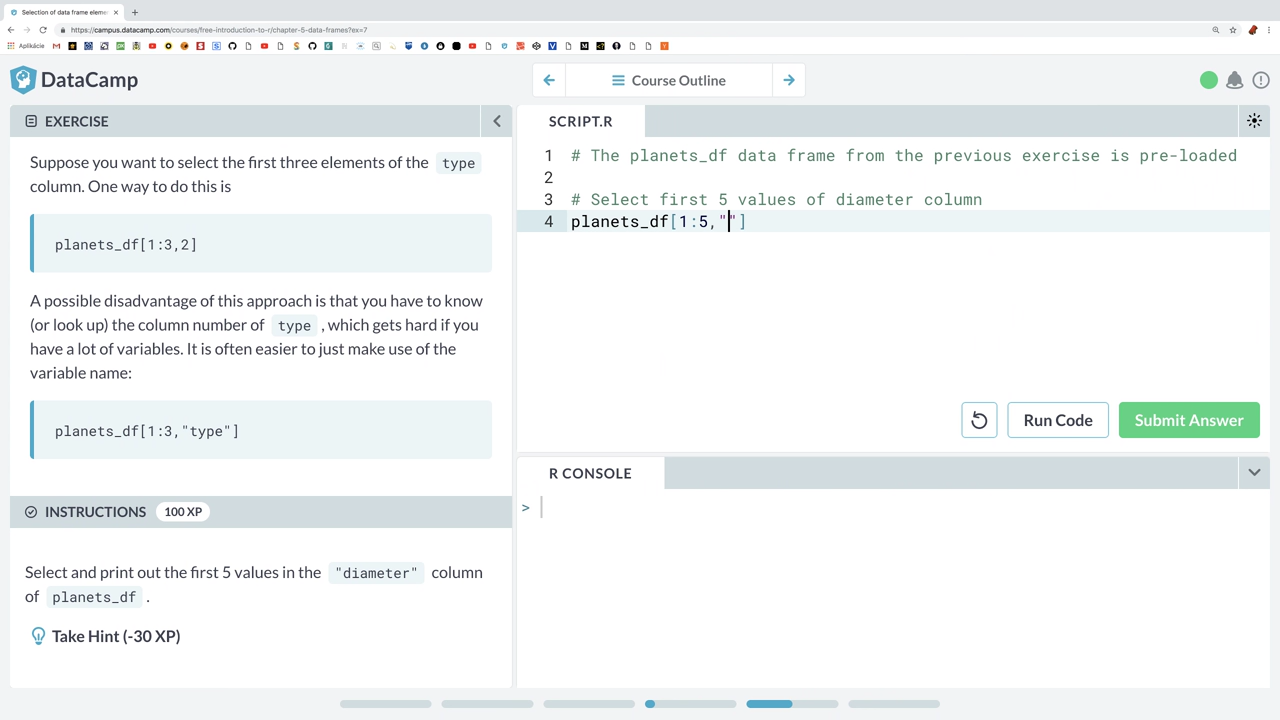 Selection of data frame eleme
https://campus.datacamp.com/courses/free-introduction-to-r/chapter-5-data-frames?ex=7
Aplikácie
DataCamp
Course Outline
EXERCISE
Suppose you want to select the first three elements of the type
column. One way to do this is
planets_df[1:3,2]
A possible disadvantage of this approach is that you have to know
(or look up) the column number of type , which gets hard if you
have a lot of variables. It is often easier to just make use of the
variable name:
planets_df[1:3,"type"]
INSTRUCTIONS 100 XP
Select and print out the first 5 values in the "diameter" column
of planets_df .
Take Hint (-30 XP)
SCRIPT.R
1 # The planets_df data frame from the previous exercise is pre-loaded
2
3 # Select first 5 values of diameter column
4 planets_df[1:5,""]
Run Code
Submit Answer
R CONSOLE
>